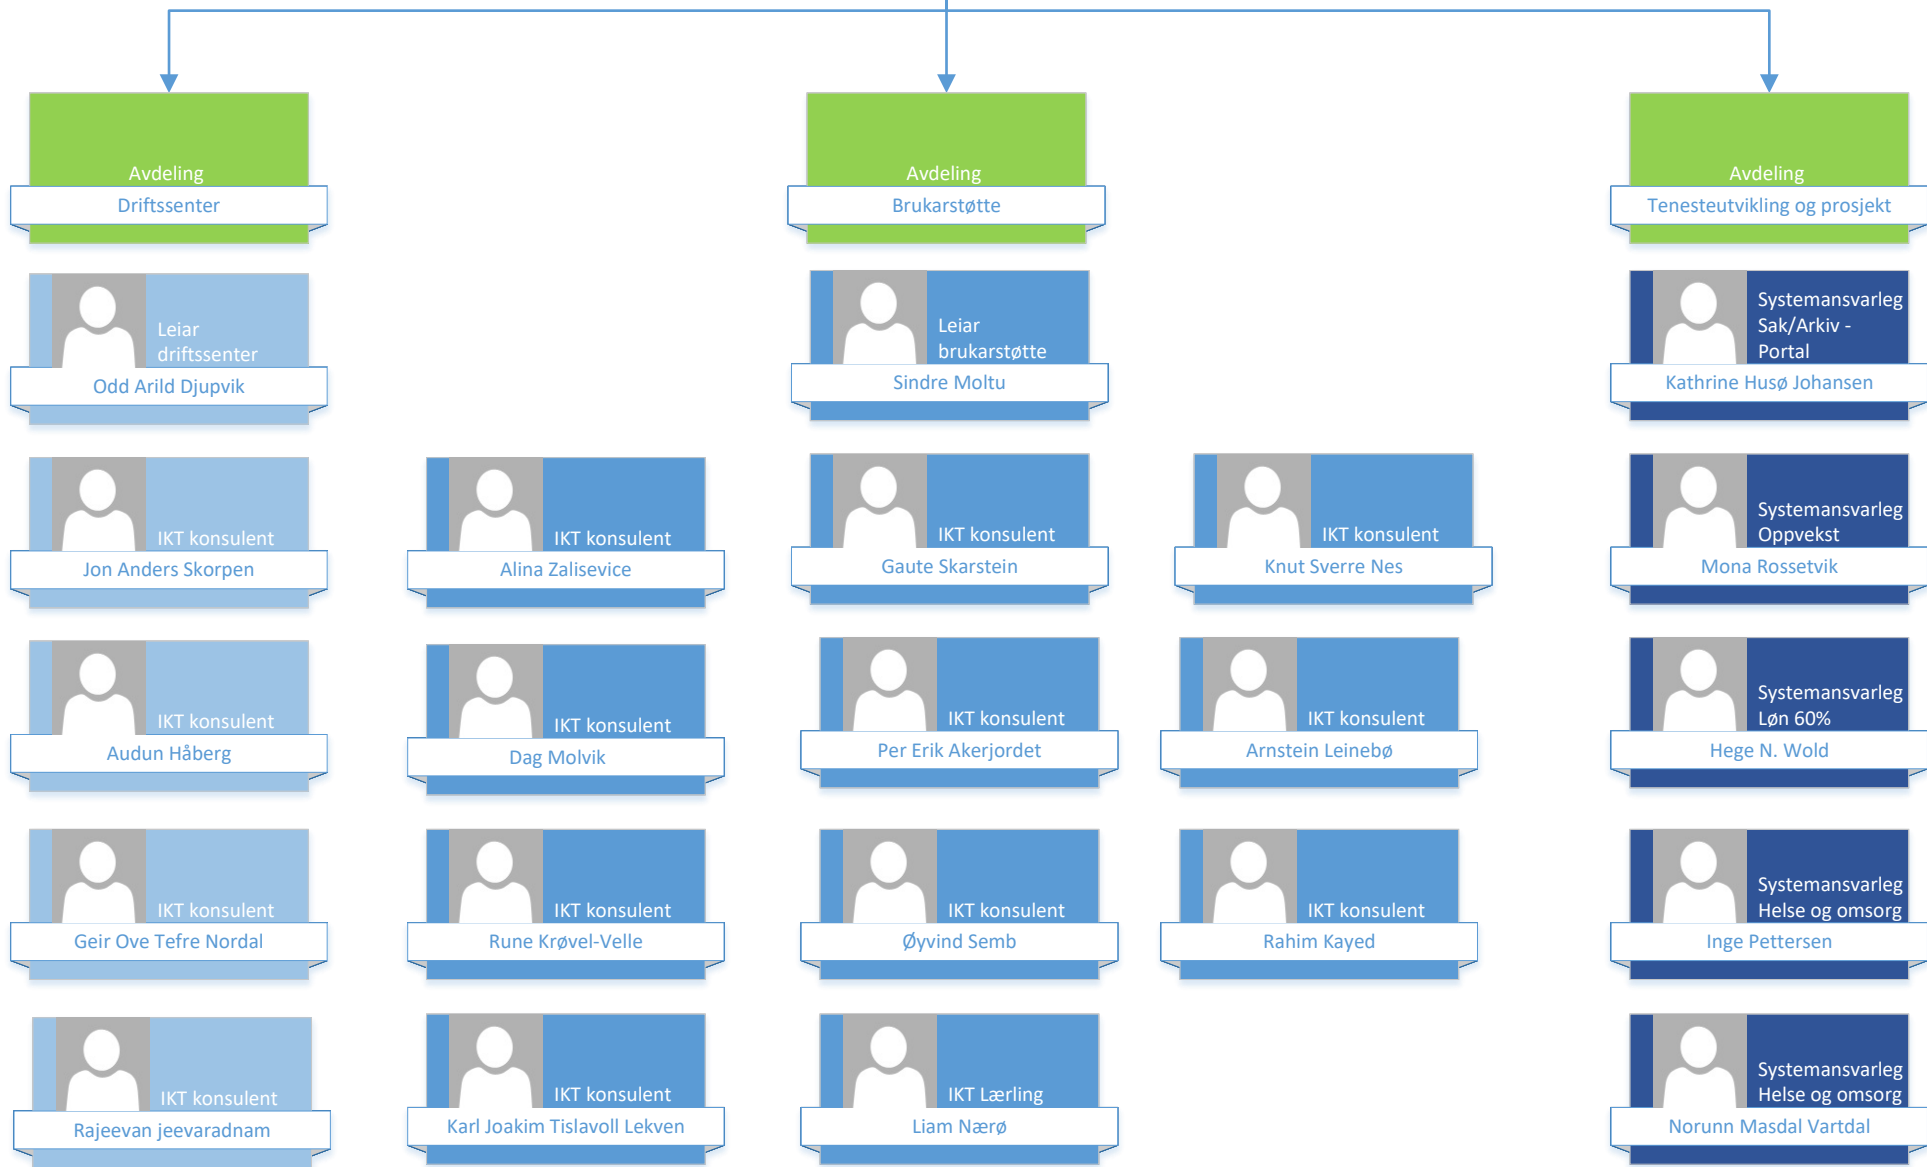 Avdeling
Driftssenter
Avdeling
Brukarstøtte
Avdeling
Tenesteutvikling og prosjekt
Leiar
driftssenter
Odd Arild Djupvik
Leiar
brukarstøtte
Sindre Moltu
Systemansvarleg
Sak/Arkiv -
Portal
Kathrine Husø Johansen
IKT konsulent
Jon Anders Skorpen
IKT konsulent
Alina Zalisevice
IKT konsulent
Gaute Skarstein
IKT konsulent
Knut Sverre Nes
Systemansvarleg
Oppvekst
Mona Rossetvik
IKT konsulent
Audun Håberg
IKT konsulent
Dag Molvik
IKT konsulent
Per Erik Akerjordet
IKT konsulent
Arnstein Leinebø
Systemansvarleg
Løn 60%
Hege N. Wold
IKT konsulent
Geir Ove Tefre Nordal
IKT konsulent
Rune Krøvel-Velle
IKT konsulent
Øyvind Semb
IKT konsulent
Rahim Kayed
Systemansvarleg
Helse og omsorg
Inge Pettersen
IKT konsulent
Rajeevan jeevaradnam
IKT konsulent
Karl Joakim Tislavoll Lekven
IKT Lærling
Liam Nærø
Systemansvarleg
Helse og omsorg
Norunn Masdal Vartdal